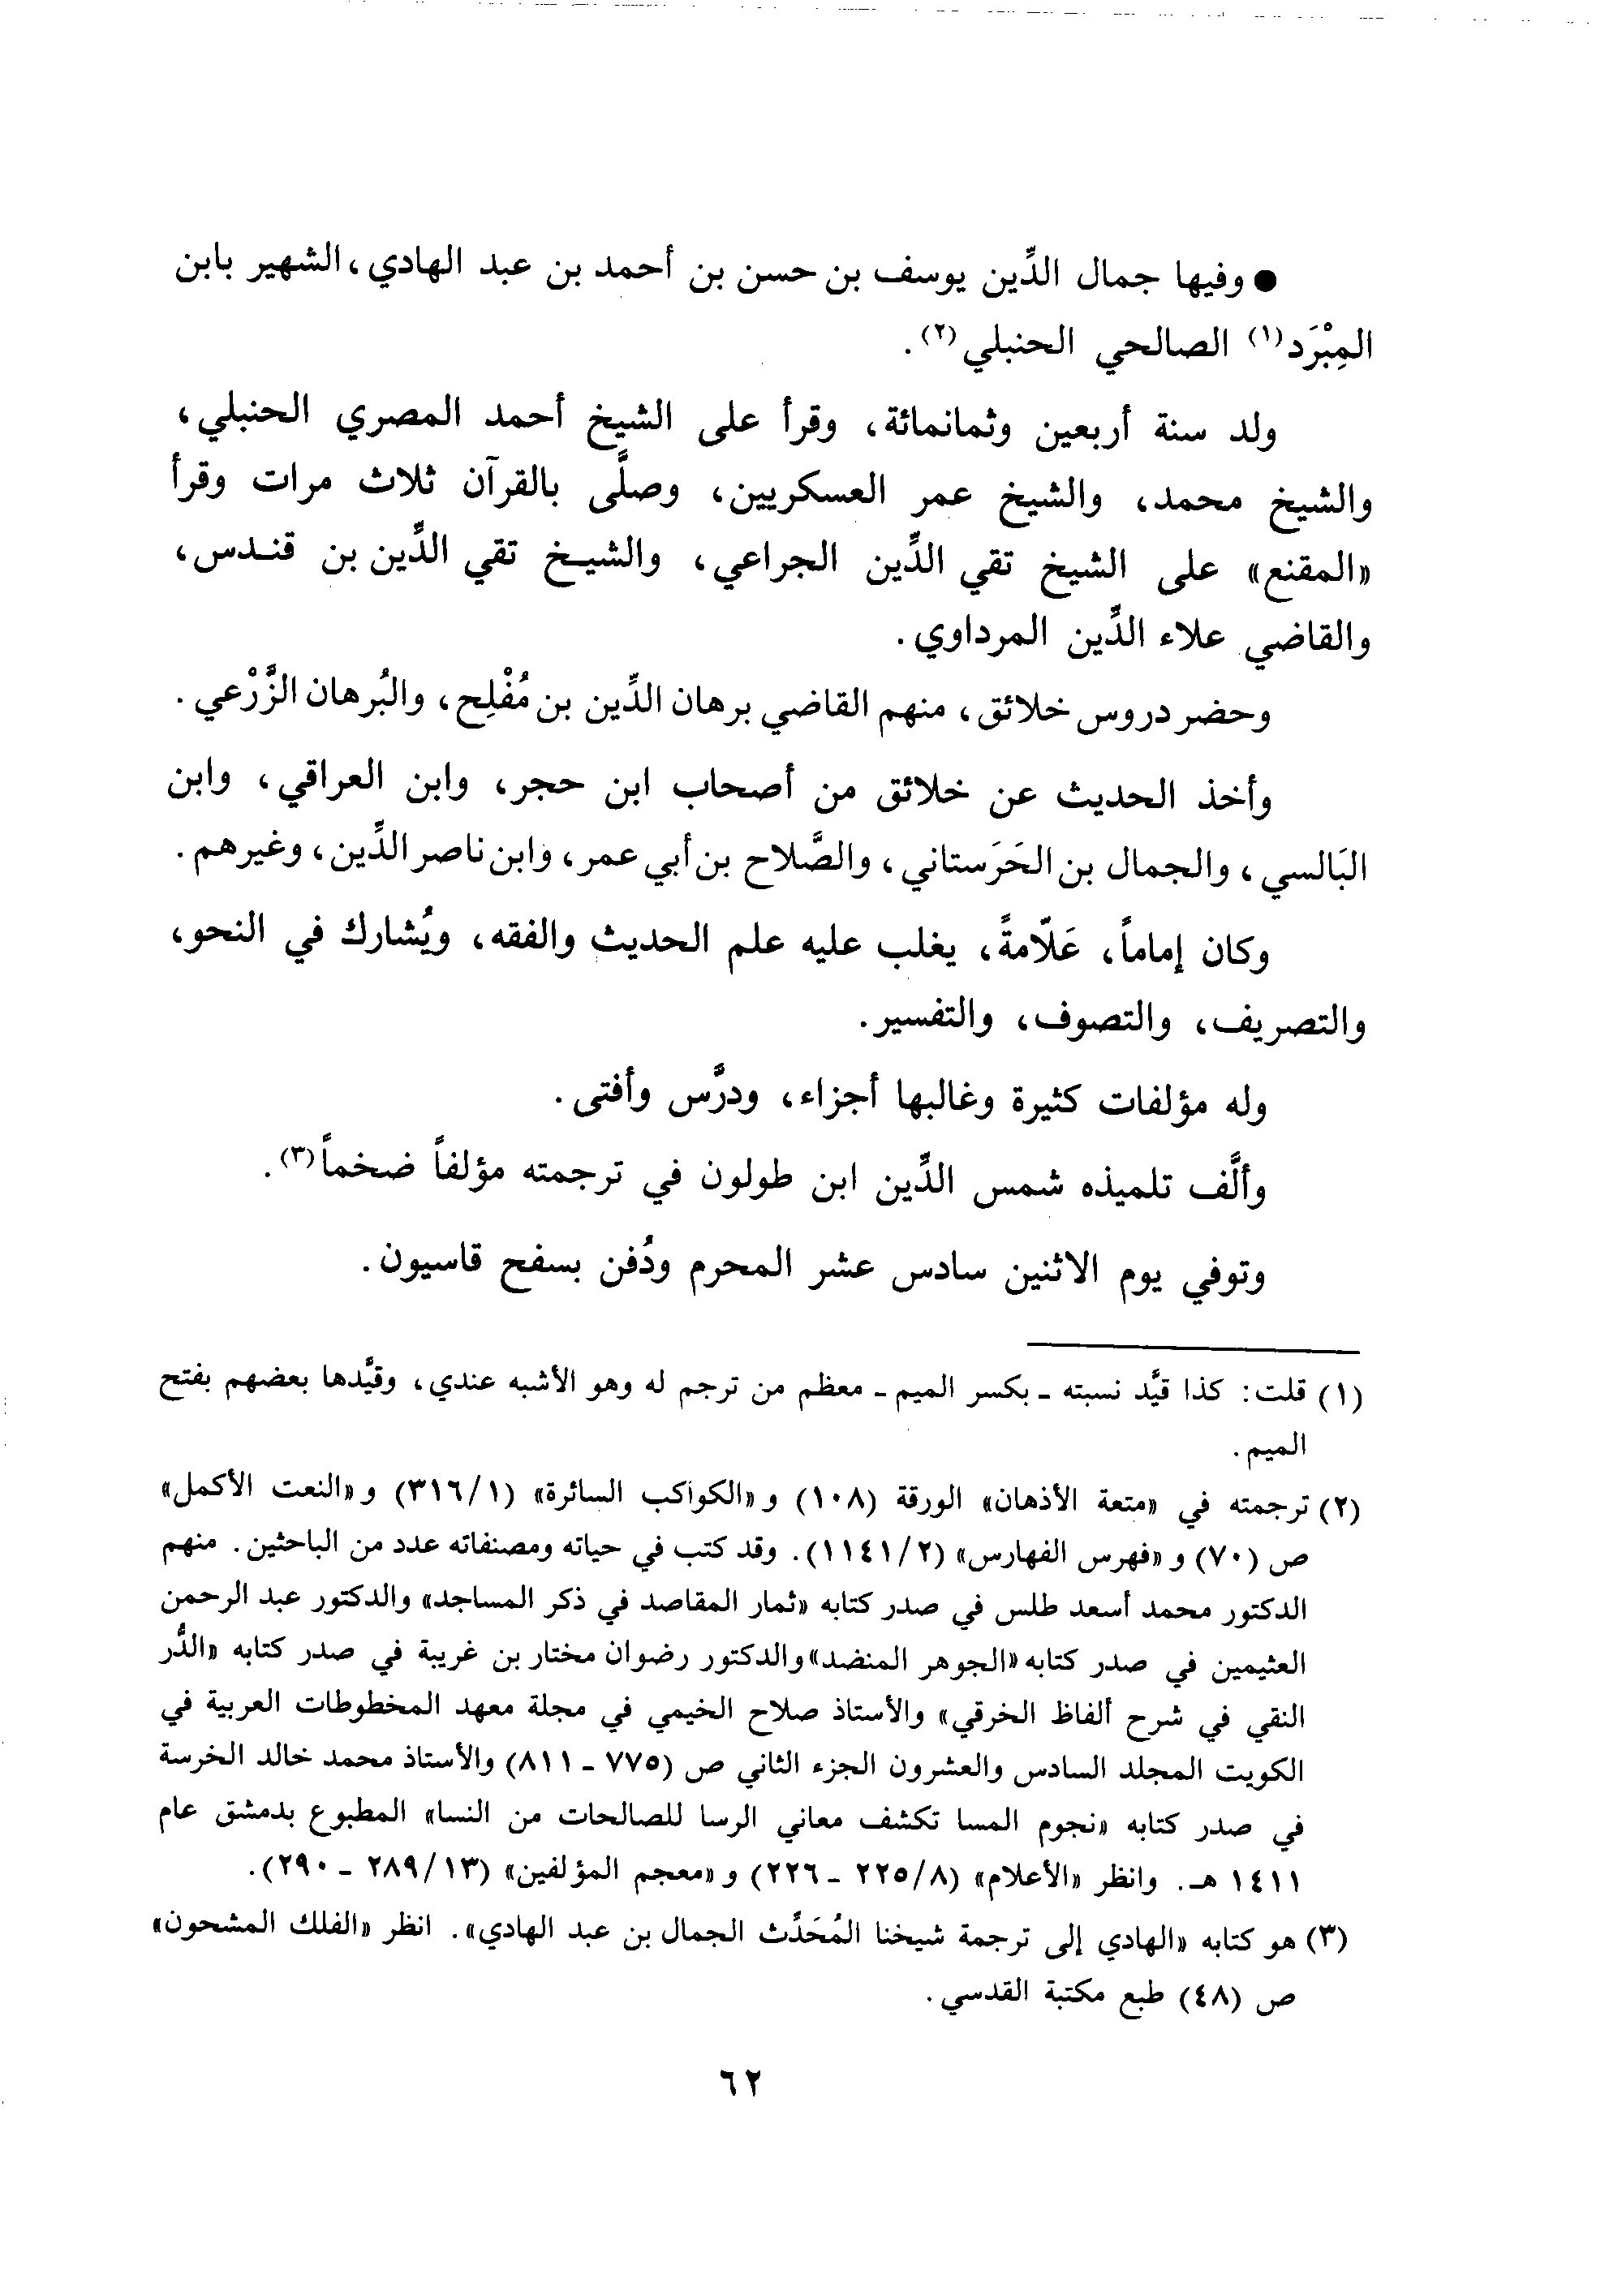 ● وفيها جمال الدِّين يوسف بن حسن بن أحمد بن عبد الهادي، الشهير بابن
المِبْرَد(١) الصالحي الحنبلي(٢).
ولد سنة أربعين وثمانمائة، وقرأ على الشيخ أحمد المصري الحنبلي،
والشيخ محمد، والشيخ عمر العسكريين، وصلَّى بالقرآن ثلاث مرات وقرأ
«المقنع» على الشيخ تقي الدِّين الجراعي، والشيخ تقي الدِّين بن قندس،
والقاضي علاء الدِّين المرداوي.
وحضر دروس خلائق، منهم القاضي برهان الدِّين بن مُفْلِح، والبُرهان الزَّرْعي.
وأخذ الحديث عن خلائق من أصحاب ابن حجر، وابن العراقي، وابن
البَالسي، والجمال بن الحَرَستاني، والصَّلاح بن أبي عمر، وابن ناصر الدِّين، وغيرهم.
وكان إماماً، عَلّامةً، يغلب عليه علم الحديث والفقه، ويُشارك في النحو،
والتصريف، والتصوف، والتفسير.
وله مؤلفات كثيرة وغالبها أجزاء، ودرَّس وأفتى.
وألَّف تلميذه شمس الدِّين ابن طولون في ترجمته مؤلفاً ضخماً(٣).
وتوفي يوم الاثنين سادس عشر المحرم ودُفن بسفح قاسيون.
(١) قلت: كذا قيَّد نسبته ـ بكسر الميم ـ معظم من ترجم له وهو الأشبه عندي، وقيَّدها بعضهم بفتح
الميم.
(٢) ترجمته في «متعة الأذهان» الورقة (١٠٨) و «الكواكب السائرة» (٣١٦/١) و «النعت الأكمل»
ص (٧٠) و «فهرس الفهارس» (١١٤١/٢). وقد كتب في حياته ومصنفاته عدد من الباحثين. منهم
الدكتور محمد أسعد طلس في صدر كتابه «ثمار المقاصد في ذكر المساجد» والدكتور عبد الرحمن
العثيمين في صدر كتابه «الجوهر المنضد» والدكتور رضوان مختار بن غريبة في صدر كتابه «الدُّر
النقي في شرح ألفاظ الخرقي» والأستاذ صلاح الخيمي في مجلة معهد المخطوطات العربية في
الكويت المجلد السادس والعشرون الجزء الثاني ص (٧٧٥ ـ ٨١١) والأستاذ محمد خالد الخرسة
في صدر كتابه «نجوم المسا تكشف معاني الرسا للصالحات من النسا» المطبوع بدمشق عام
١٤١١ هـ. وانظر «الأعلام» (٢٢٥/٨ ـ ٢٢٦) و «معجم المؤلفين» (٢٨٩/١٣ ـ ٢٩٠).
(٣) هو كتابه «الهادي إلى ترجمة شيخنا المُحَدِّث الجمال بن عبد الهادي». انظر «الفلك المشحون»
ص (٤٨) طبع مكتبة القدسي.
٦٢